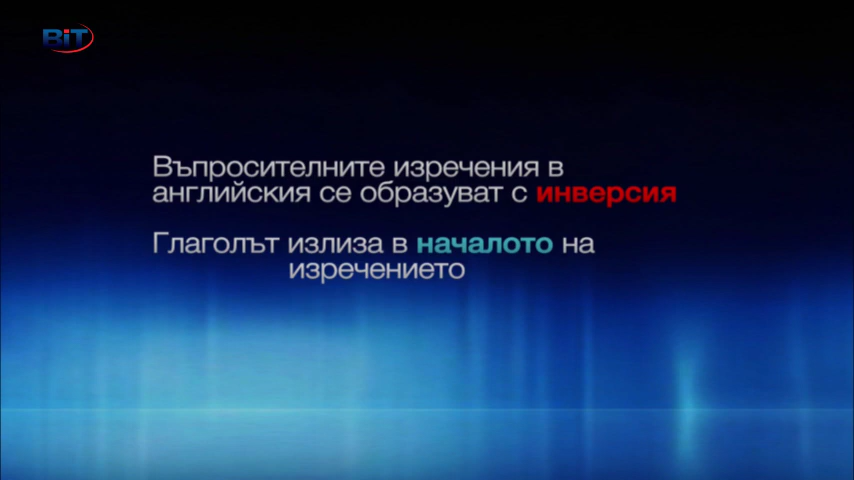 BiT
Въпросителните изречения в
английския се образуват с инверсия
Глаголът излиза в началото на
изречението